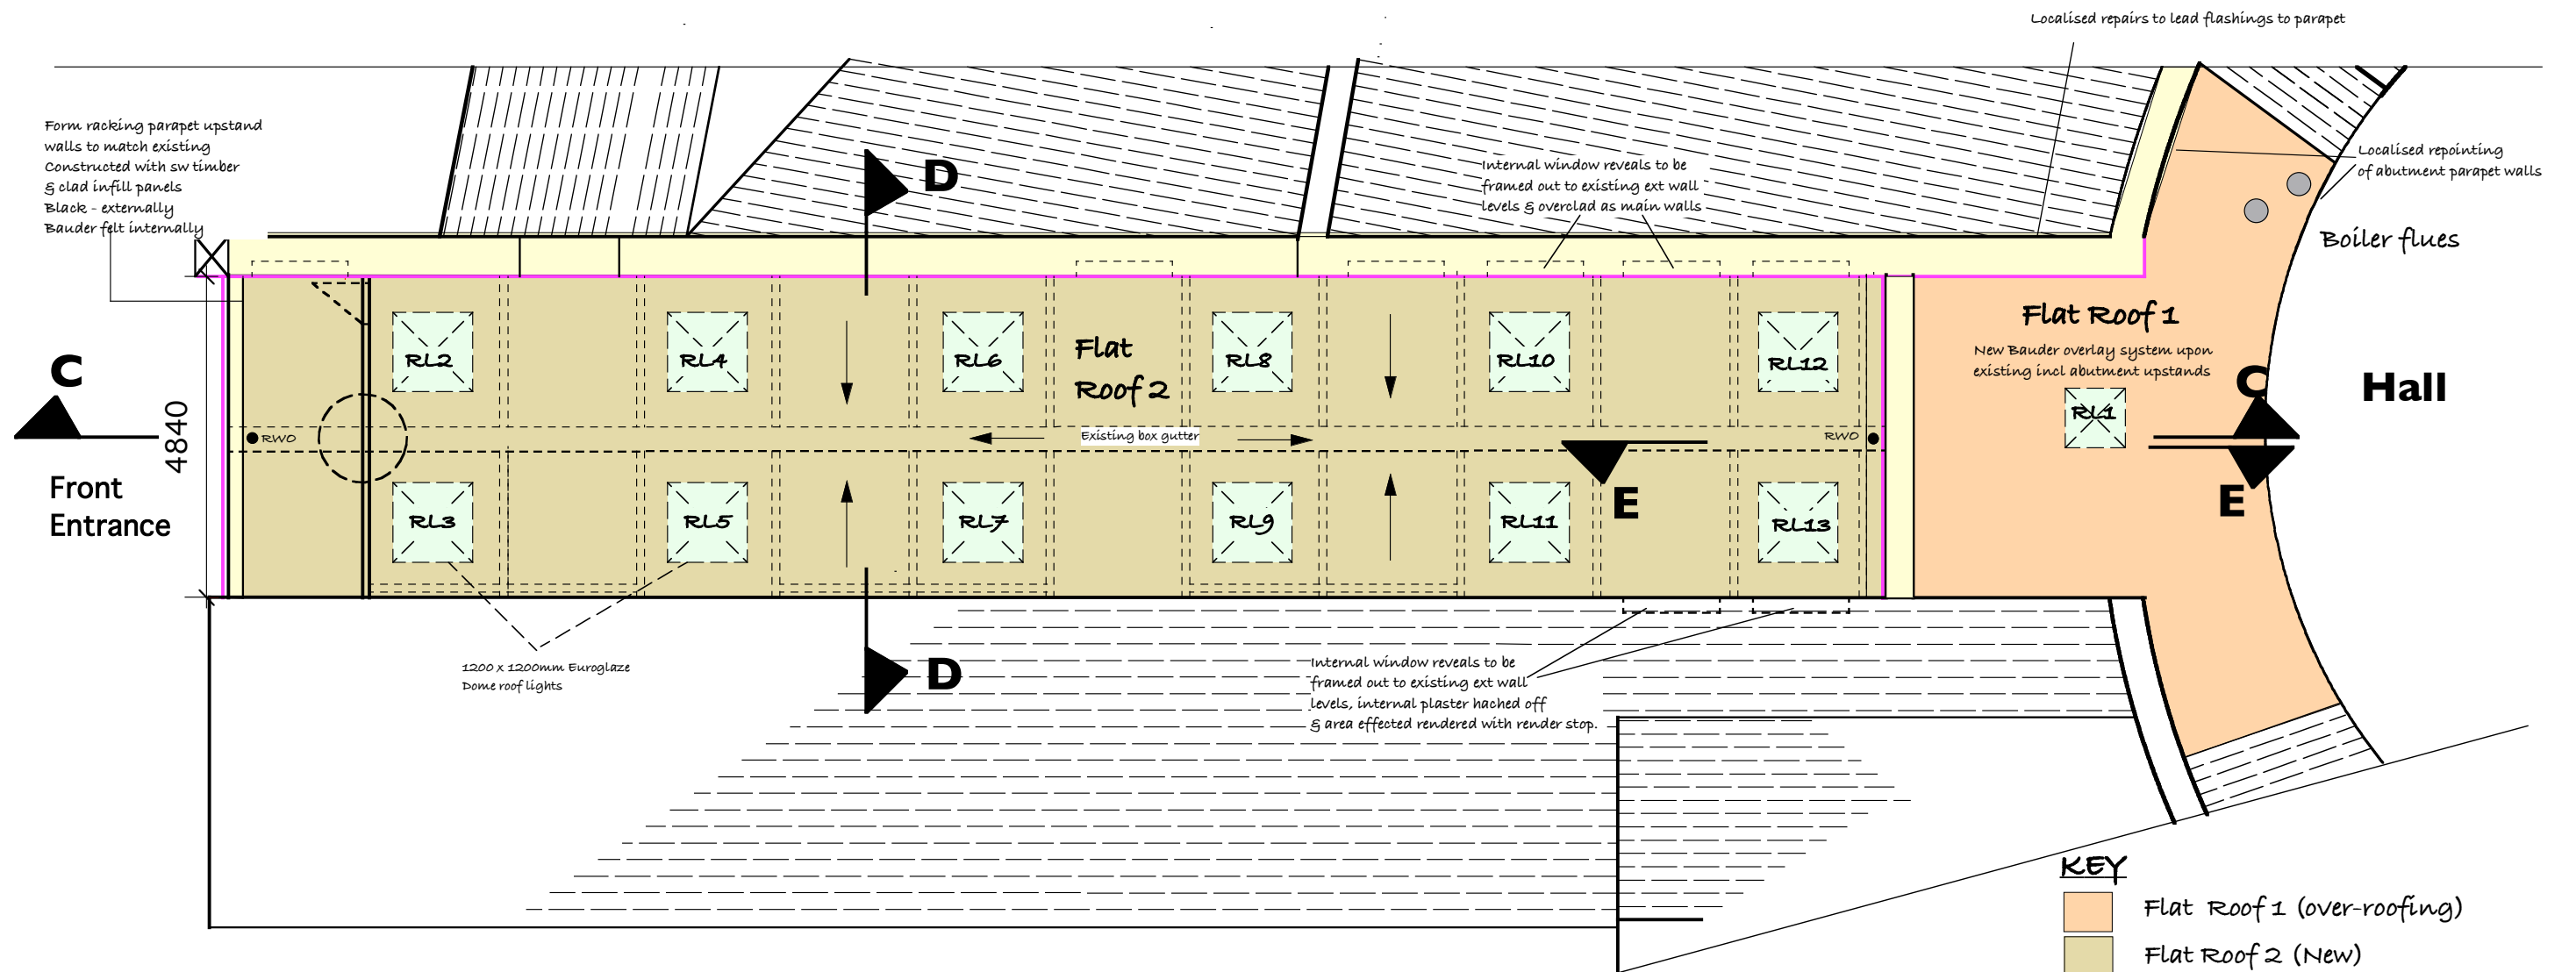 Localised repairs to lead flashings to parapet
Form racking parapet upstand
walls to match existing
Constructed with sw timber
& clad infill panels
Black - externally
Bauder felt internally
D
Internal window reveals to be
framed out to existing ext wall
levels & overclad as main walls
Localised repointing
of abutment parapet walls
Boiler flues
Flat Roof 1
New Bauder overlay system upon
existing incl abutment upstands
C
RL2
RL4
RL6
Flat
Roof 2
RL8
RL10
RL12
RL1
C
Hall
4840
RWO
Existing box gutter
RWO
Front
Entrance
E
E
RL3
RL5
RL7
RL9
RL11
RL13
1200 x 1200mm Euroglaze
Dome roof lights
D
Internal window reveals to be
framed out to existing ext wall
levels, internal plaster hached off
& area effected rendered with render stop.
KEY
Flat Roof 1 (over-roofing)
Flat Roof 2 (New)